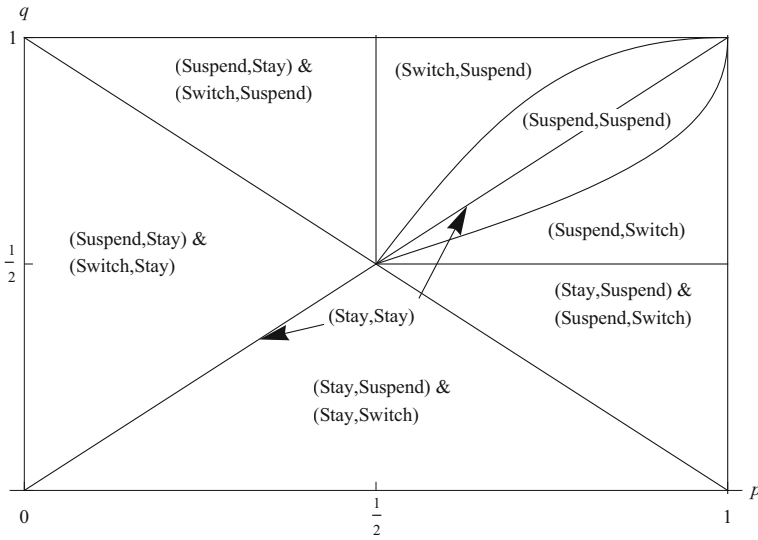 q
1
(Suspend,Stay) &
(Switch,Suspend)
(Switch,Suspend)
(Suspend,Suspend)
(Suspend,Stay) &
(Switch,Stay)
(Suspend,Switch)
1
2
(Stay,Suspend) &
(Suspend,Switch)
(Stay,Stay)
(Stay,Suspend) &
(Stay,Switch)
p
0
1
2
1